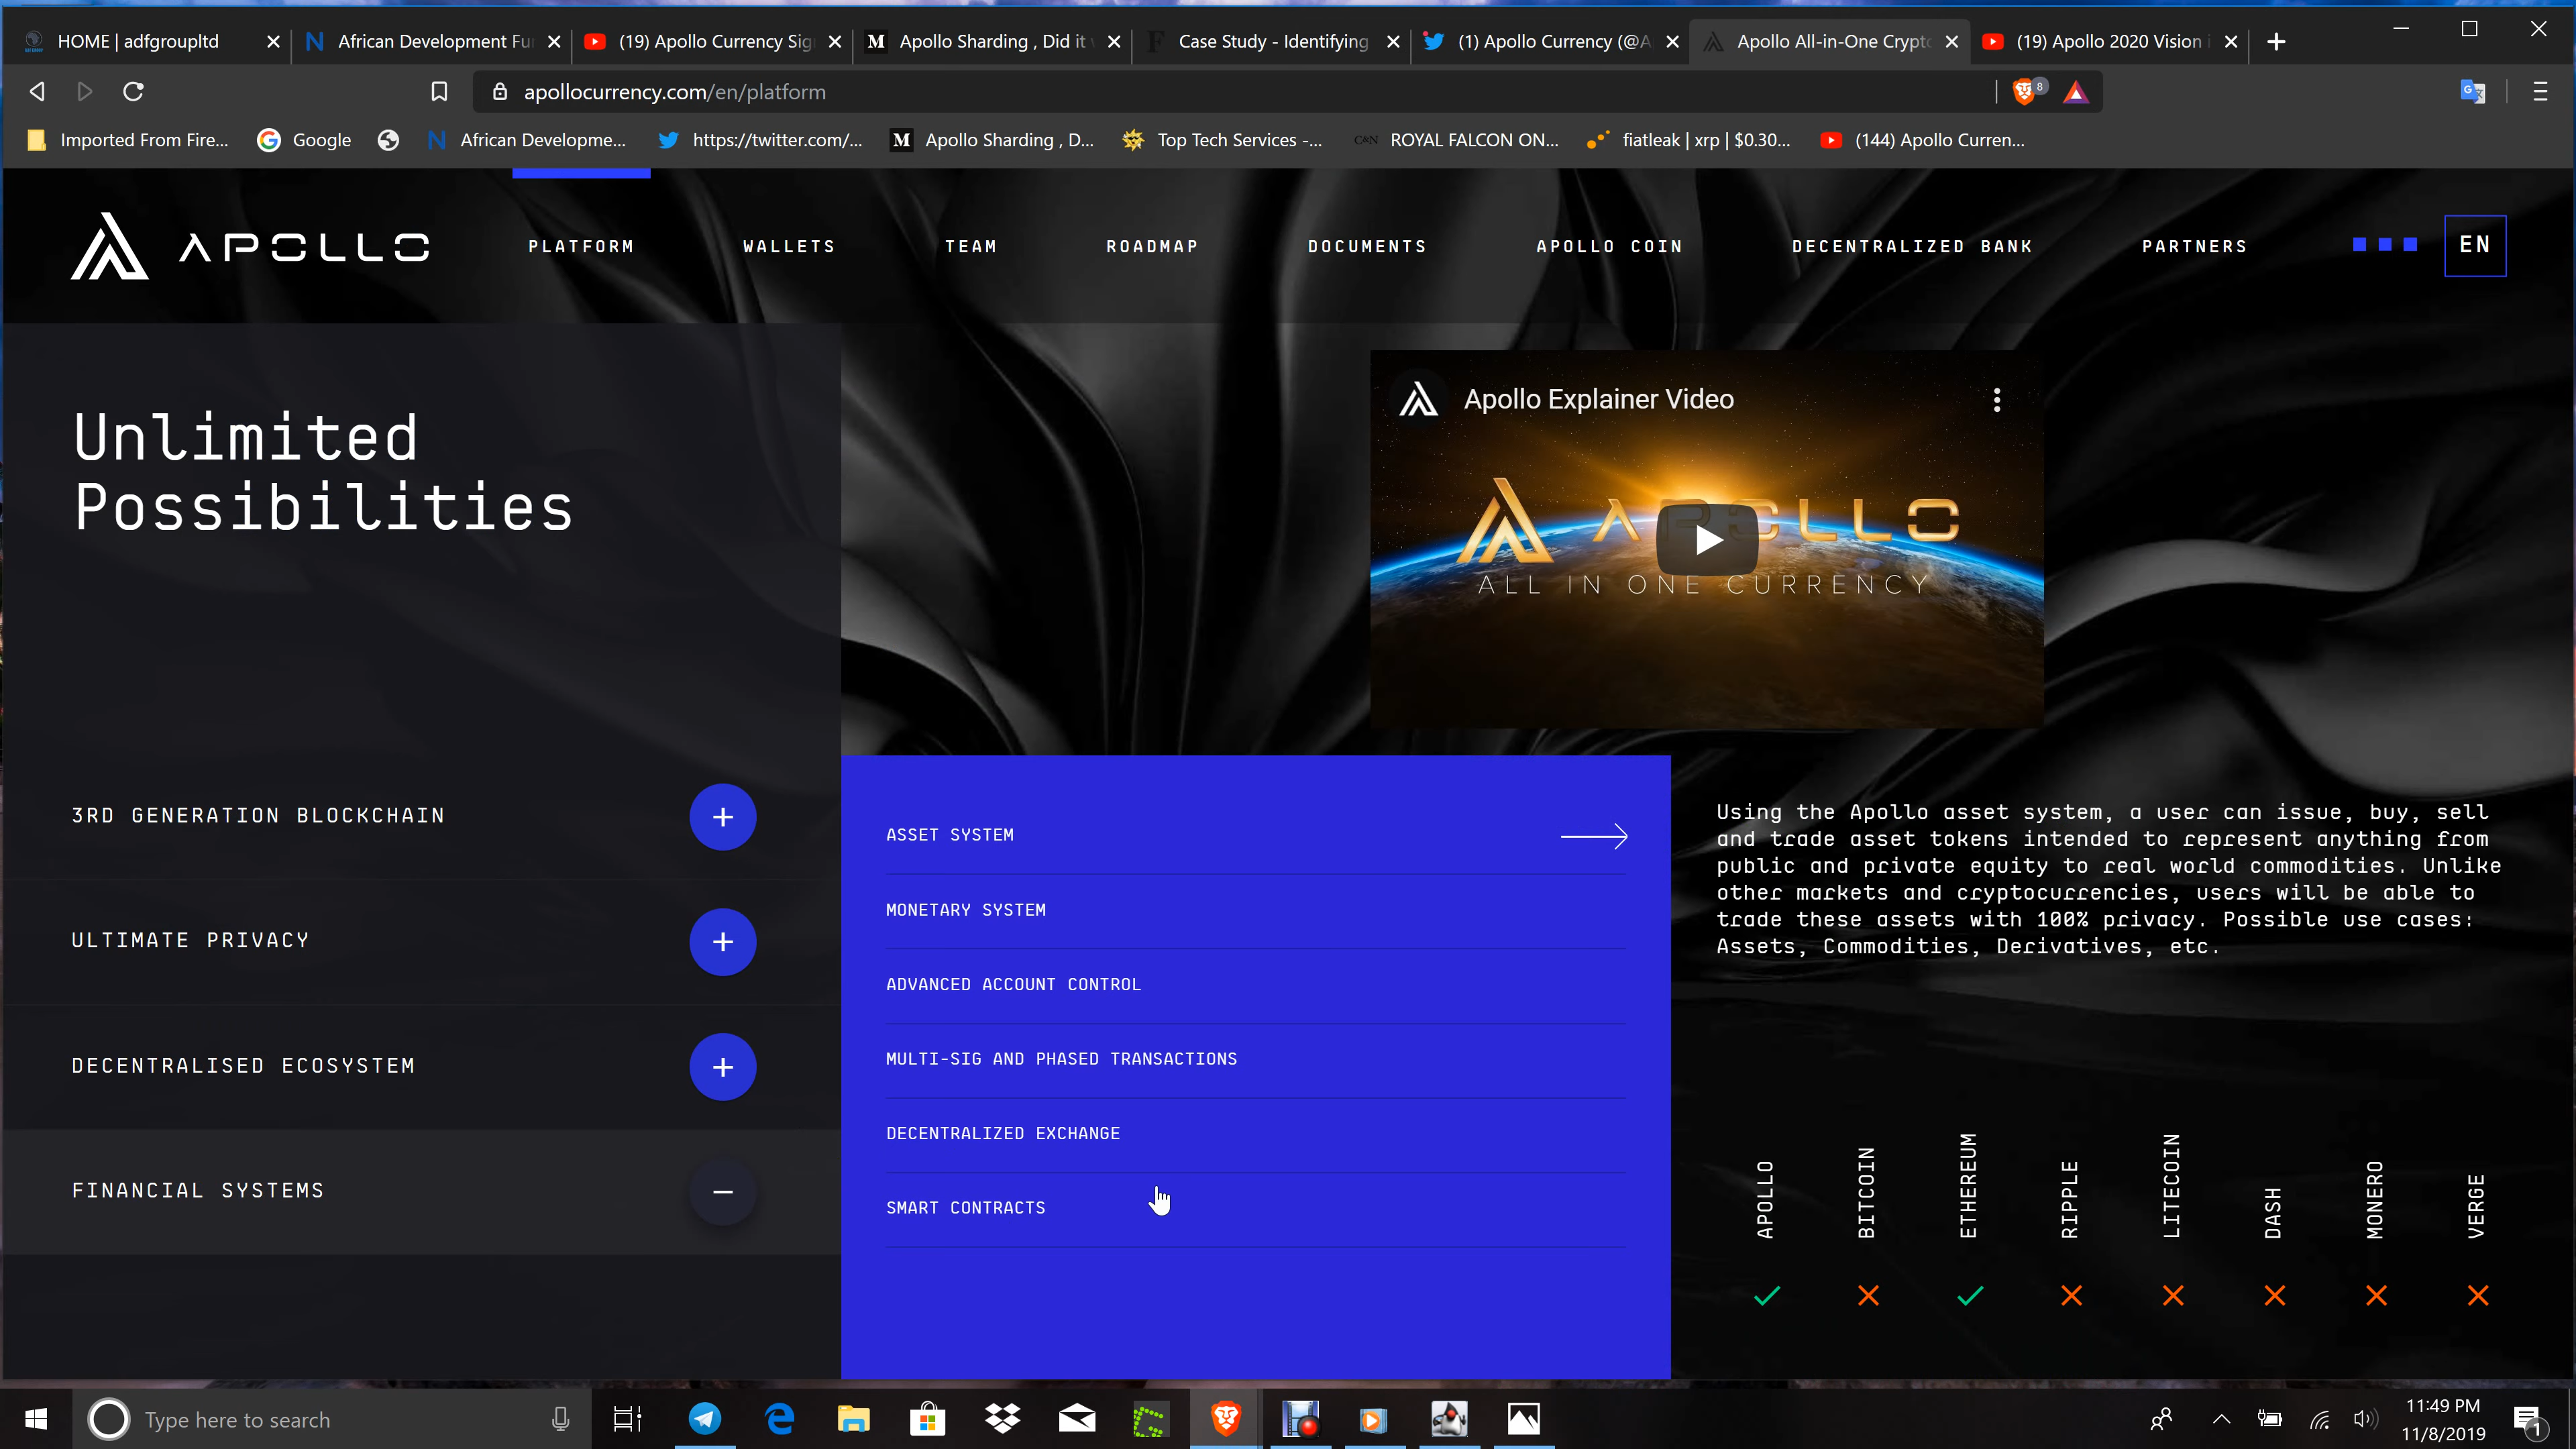 HOME | adfgroupltd
African Development Fu
(19) Apollo Currency Sig
Apollo Sharding , Did it
Case Study - Identifying
(1) Apollo Currency (@A
Apollo All-in-One Crypto
(19) Apollo 2020 Vision i
apollocurrency.com/en/platform
8
Imported From Fire...
Google
African Developme...
https://twitter.com/...
Apollo Sharding , D...
Top Tech Services -...
C&N ROYAL FALCON ON...
fiatleak | xrp | $0.30...
(144) Apollo Curren...
APOLLO
PLATFORM
WALLETS
TEAM
ROADMAP
DOCUMENTS
APOLLO COIN
DECENTRALIZED BANK
PARTNERS
EN
Unlimited
Possibilities
Apollo Explainer Video
APOLLO
ALL IN ONE CURRENCY
3RD GENERATION BLOCKCHAIN
ULTIMATE PRIVACY
DECENTRALISED ECOSYSTEM
FINANCIAL SYSTEMS
ASSET SYSTEM
MONETARY SYSTEM
ADVANCED ACCOUNT CONTROL
MULTI-SIG AND PHASED TRANSACTIONS
DECENTRALIZED EXCHANGE
SMART CONTRACTS
Using the Apollo asset system, a user can issue, buy, sell
and trade asset tokens intended to represent anything from
public and private equity to real world commodities. Unlike
other markets and cryptocurrencies, users will be able to
trade these assets with 100% privacy. Possible use cases:
Assets, Commodities, Derivatives, etc.
APOLLO
BITCOIN
ETHEREUM
RIPPLE
LITECOIN
DASH
MONERO
VERGE
Type here to search
11:49 PM
11/8/2019
1